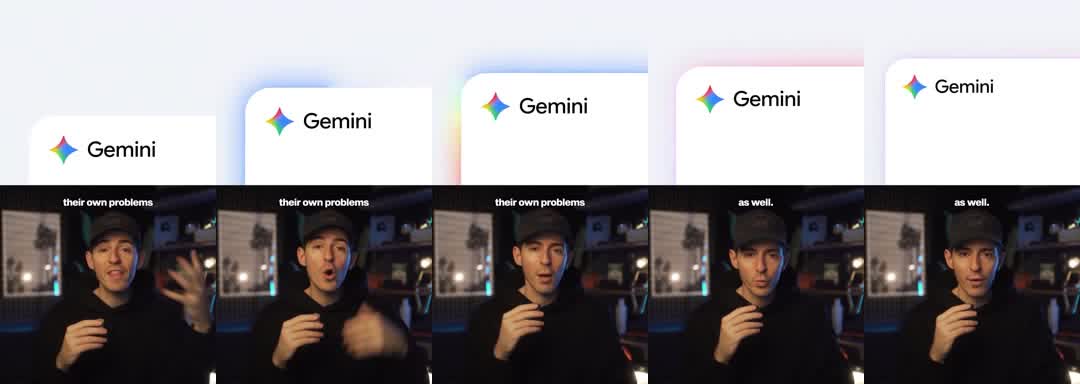 Gemini
Gemini
Gemini
Gemini
Gemini
their own problems
their own problems
their own problems
as well.
as well.